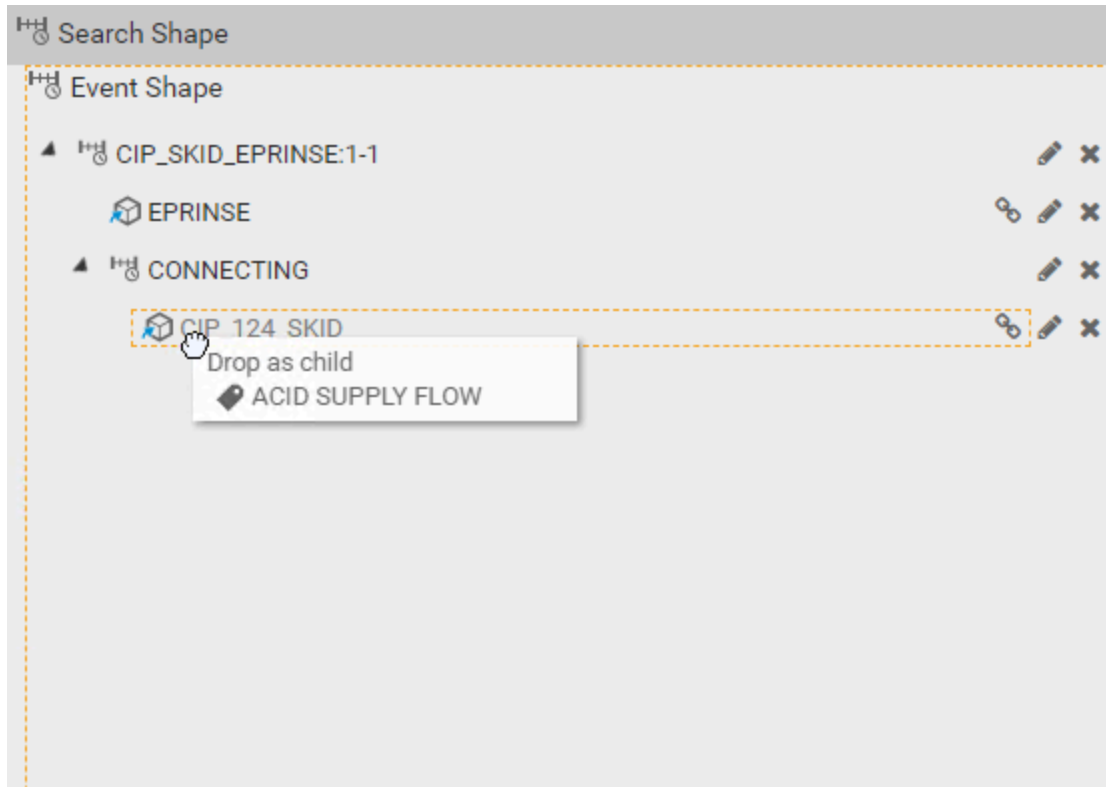 Search Shape
Event Shape
CIP_SKID_EPRINSE:1-1
EPRINSE
CONNECTING
CIP_124_SKID
Drop as child
ACID SUPPLY FLOW